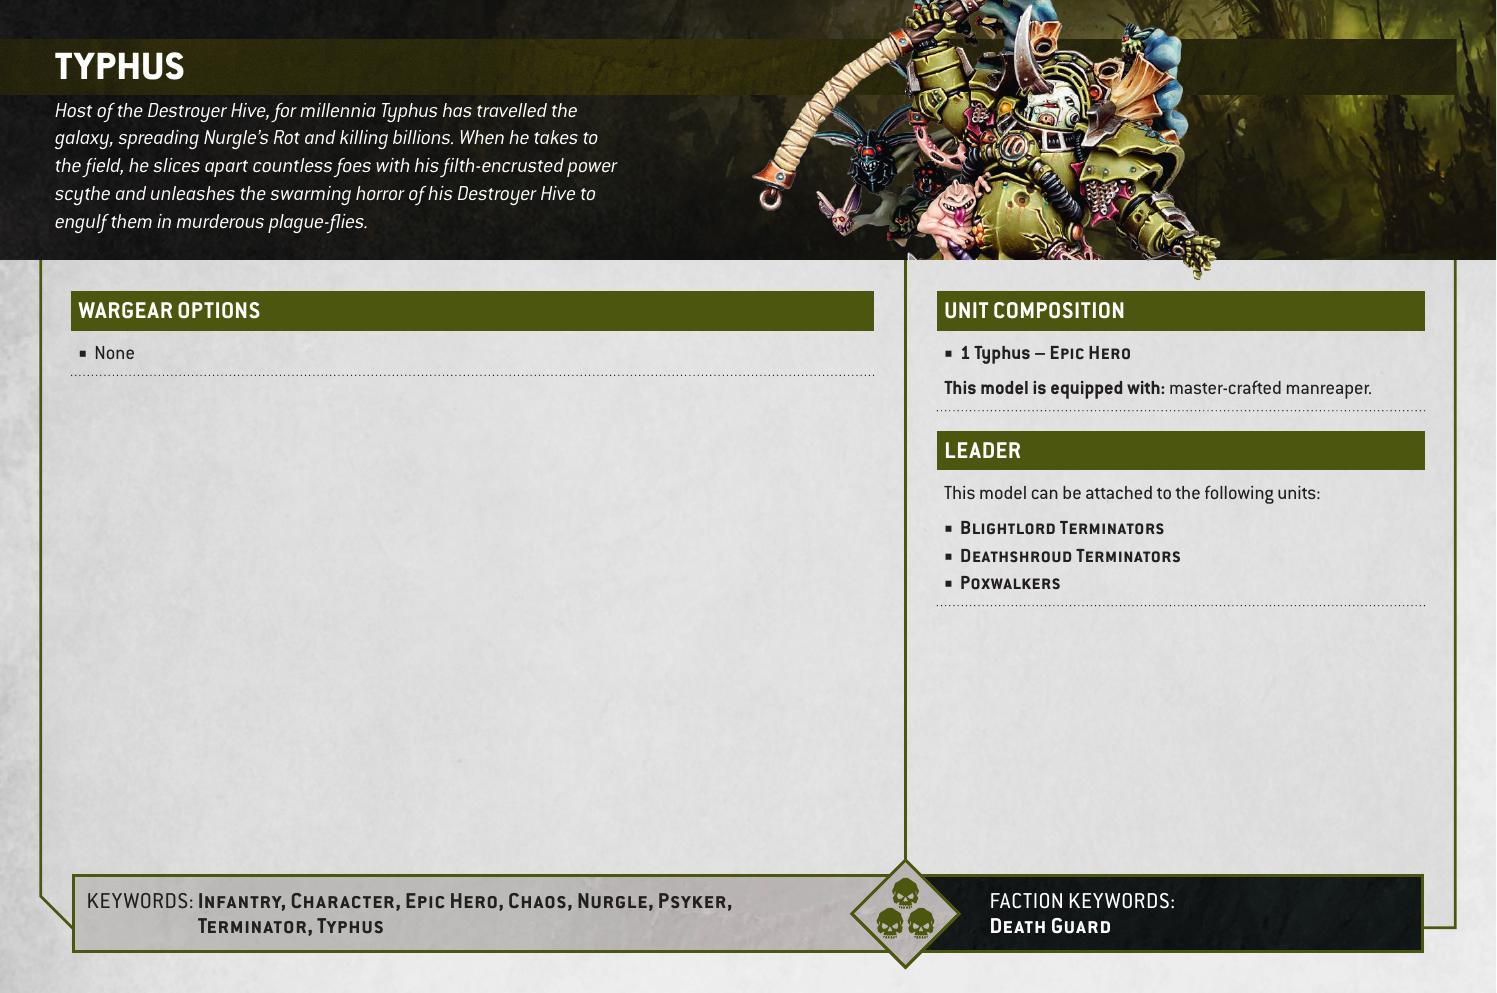 TYPHUS
Host of the Destroyer Hive, for millennia Typhus has travelled the
galaxy, spreading Nurgle's Rot and killing billions. When he takes to
the field, he slices apart countless foes with his filth-encrusted power
scythe and unleashes the swarming horror of his Destroyer Hive to
engulf them in murderous plague-flies.
WARGEAR OPTIONS
▪ None
UNIT COMPOSITION
▪ 1 Typhus – EPIC HERO
This model is equipped with: master-crafted manreaper.
LEADER
This model can be attached to the following units:
▪ BLIGHTLORD TERMINATORS
▪ DEATHSHROUD TERMINATORS
▪ POXWALKERS
KEYWORDS: INFANTRY, CHARACTER, EPIC HERO, CHAOS, NURGLE, PSYKER,
TERMINATOR, TYPHUS
FACTION KEYWORDS:
DEATH GUARD